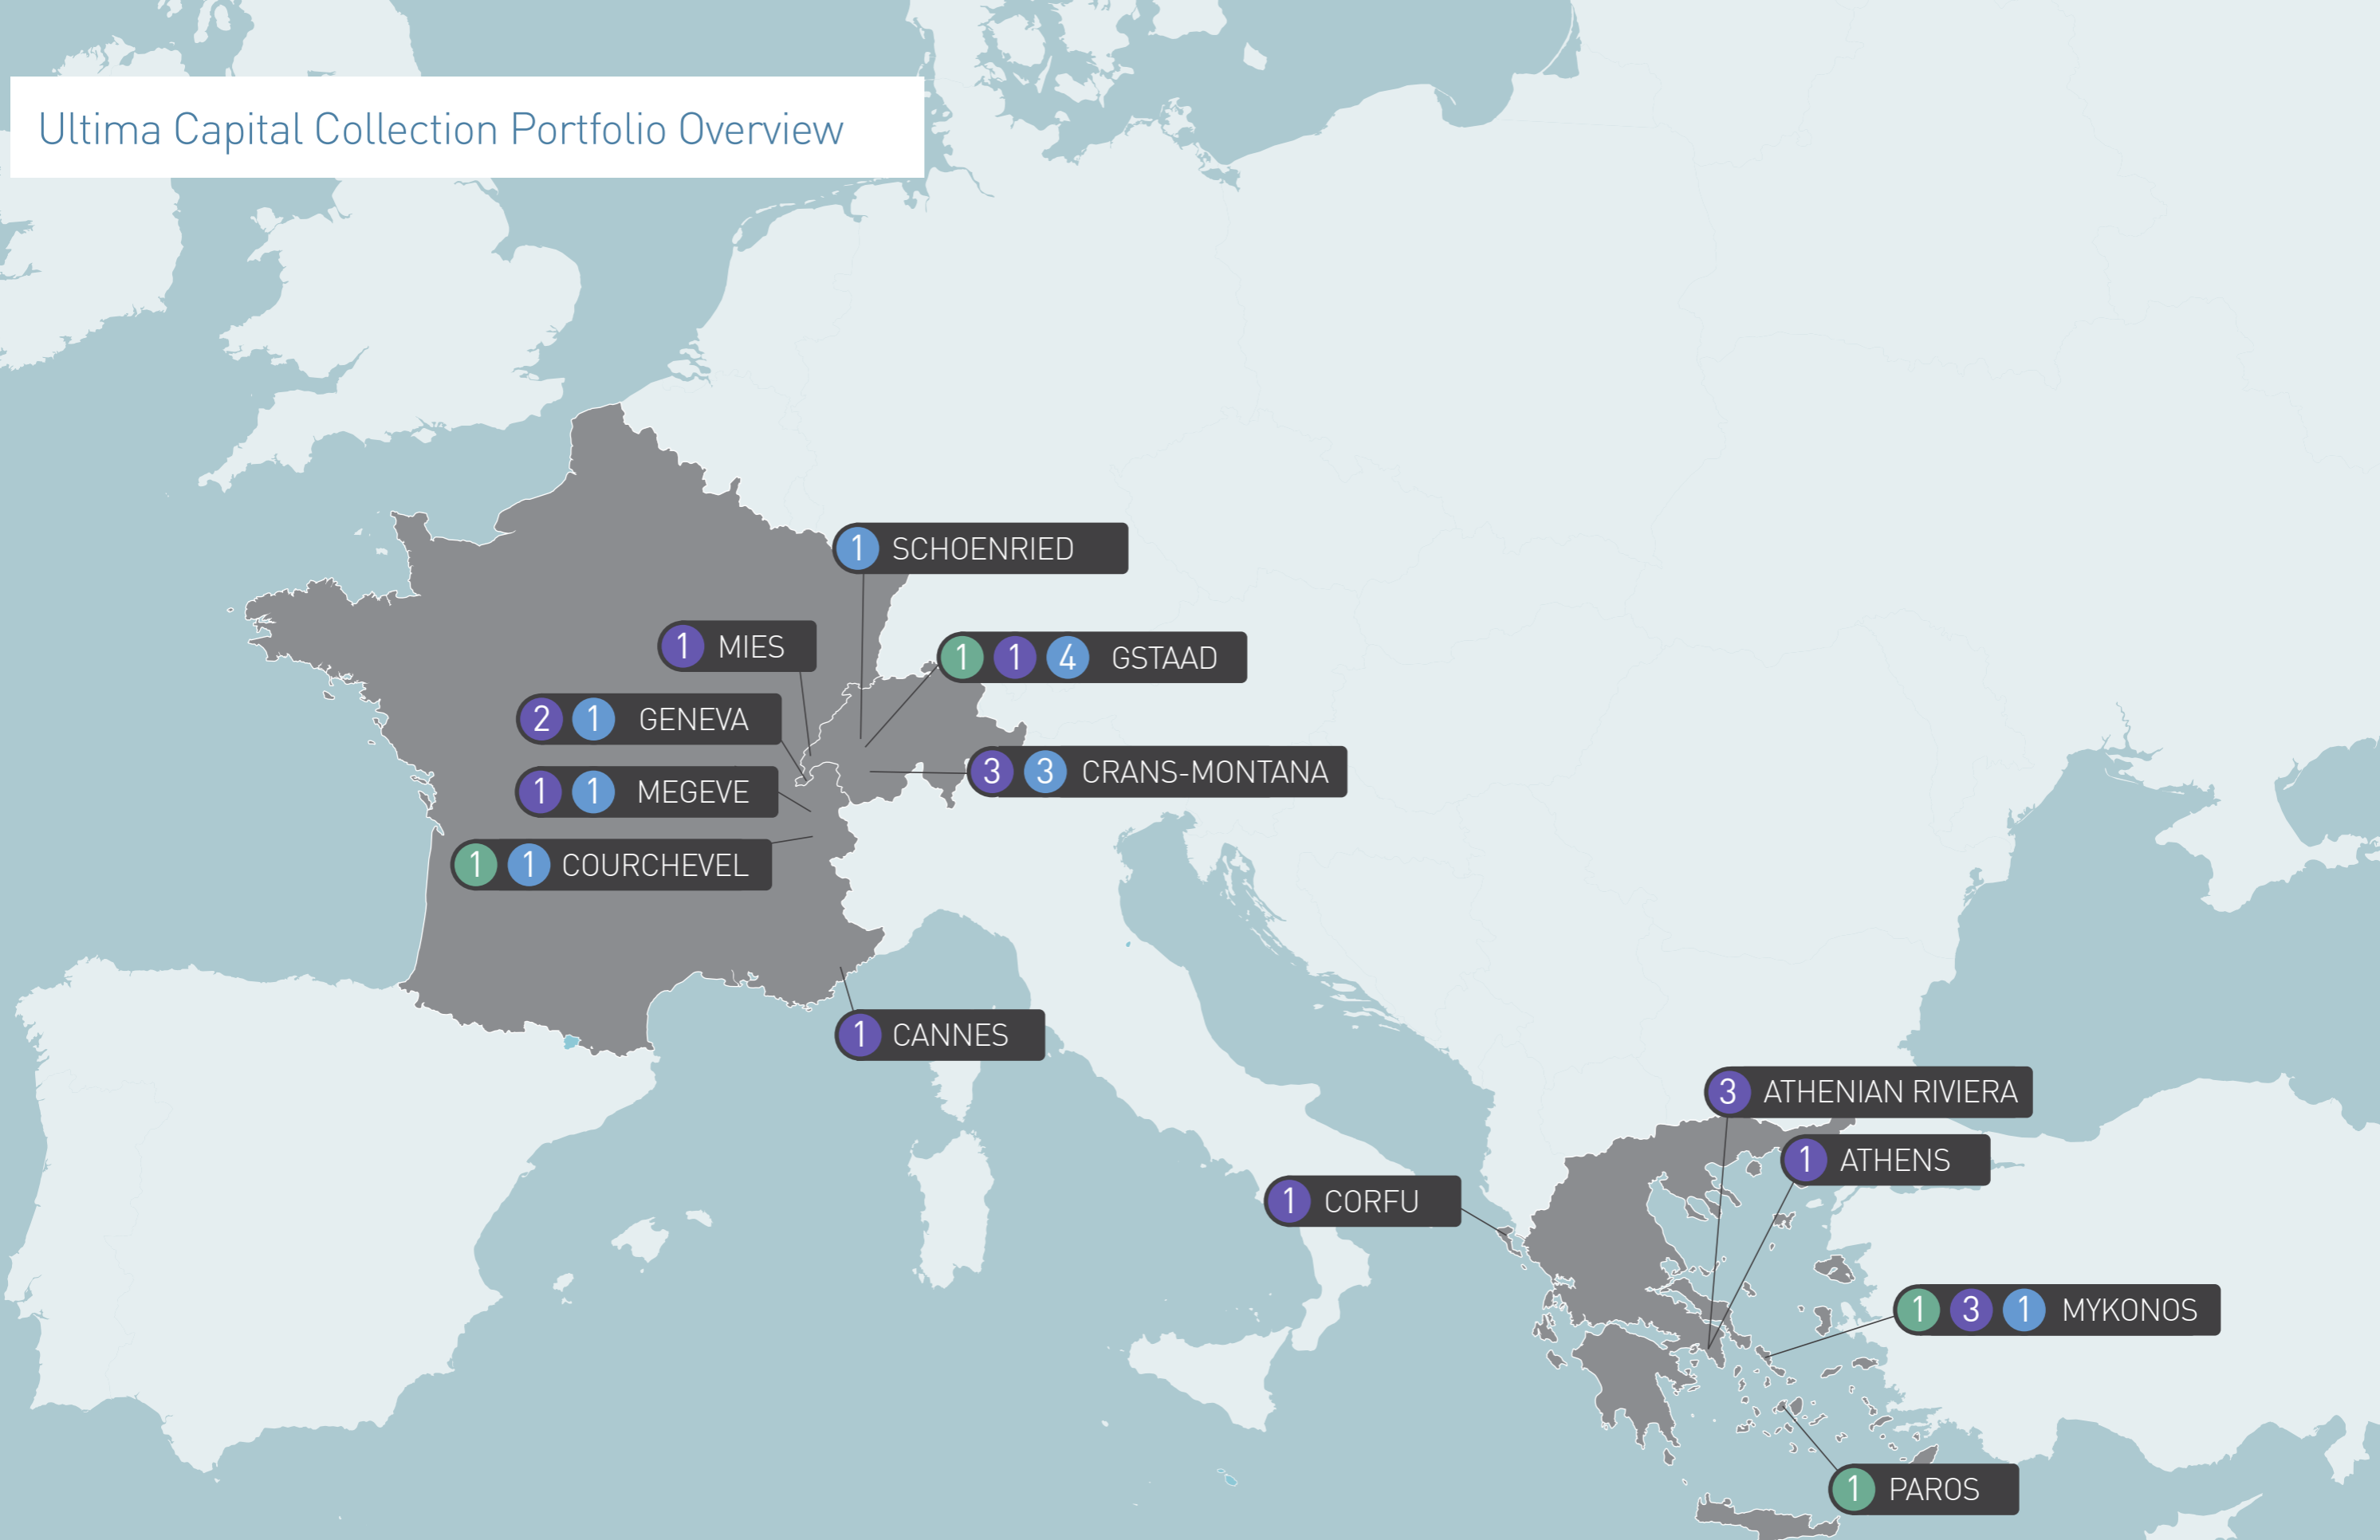 Ultima Capital Collection Portfolio Overview
1 SCHOENRIED
1 MIES
1 1 4 GSTAAD
2 1 GENEVA
3 3 CRANS-MONTANA
1 1 MEGEVE
1 1 COURCHEVEL
1 CANNES
3 ATHENIAN RIVIERA
1 ATHENS
1 CORFU
1 3 1 MYKONOS
1 PAROS